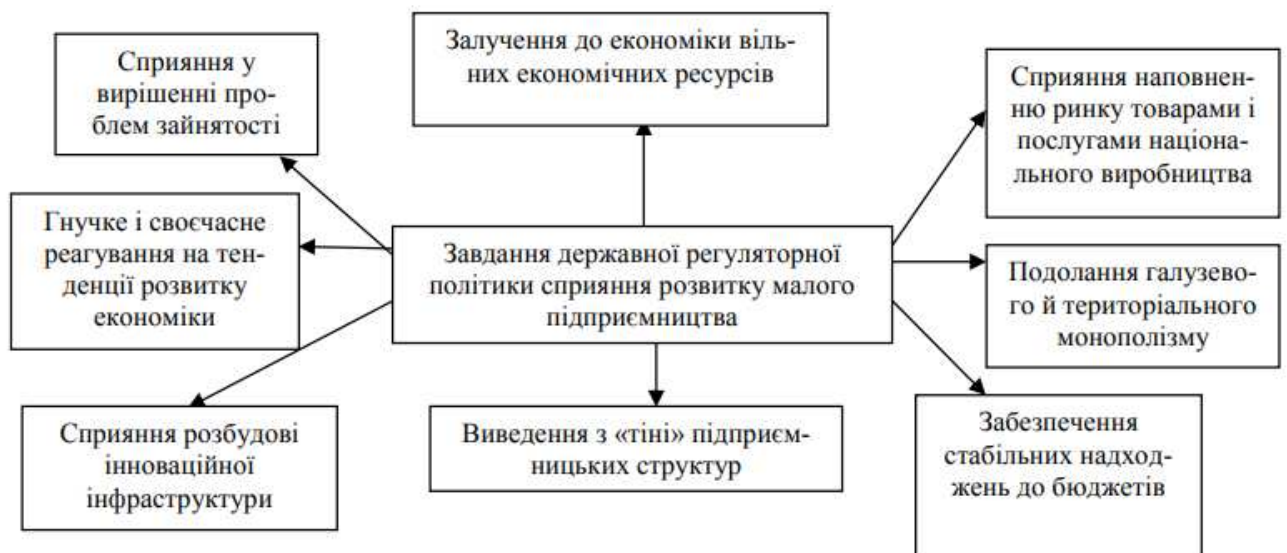 Залучення до економіки віль-
них економічних ресурсів
Сприяння у
вирішенні про-
блем зайнятості
Сприяння наповнен-
ню ринку товарами і
послугами націона-
льного виробництва
Гнучке і своєчасне
реагування на тен-
денції розвитку
економіки
Завдання державної регуляторної
політики сприяння розвитку малого
підприємництва
Подолання галузево-
го й територіального
монополізму
Сприяння розбудові
інноваційної
інфраструктури
Виведення з «тіні» підприєм-
ницьких структур
Забезпечення
стабільних надход-
жень до бюджетів